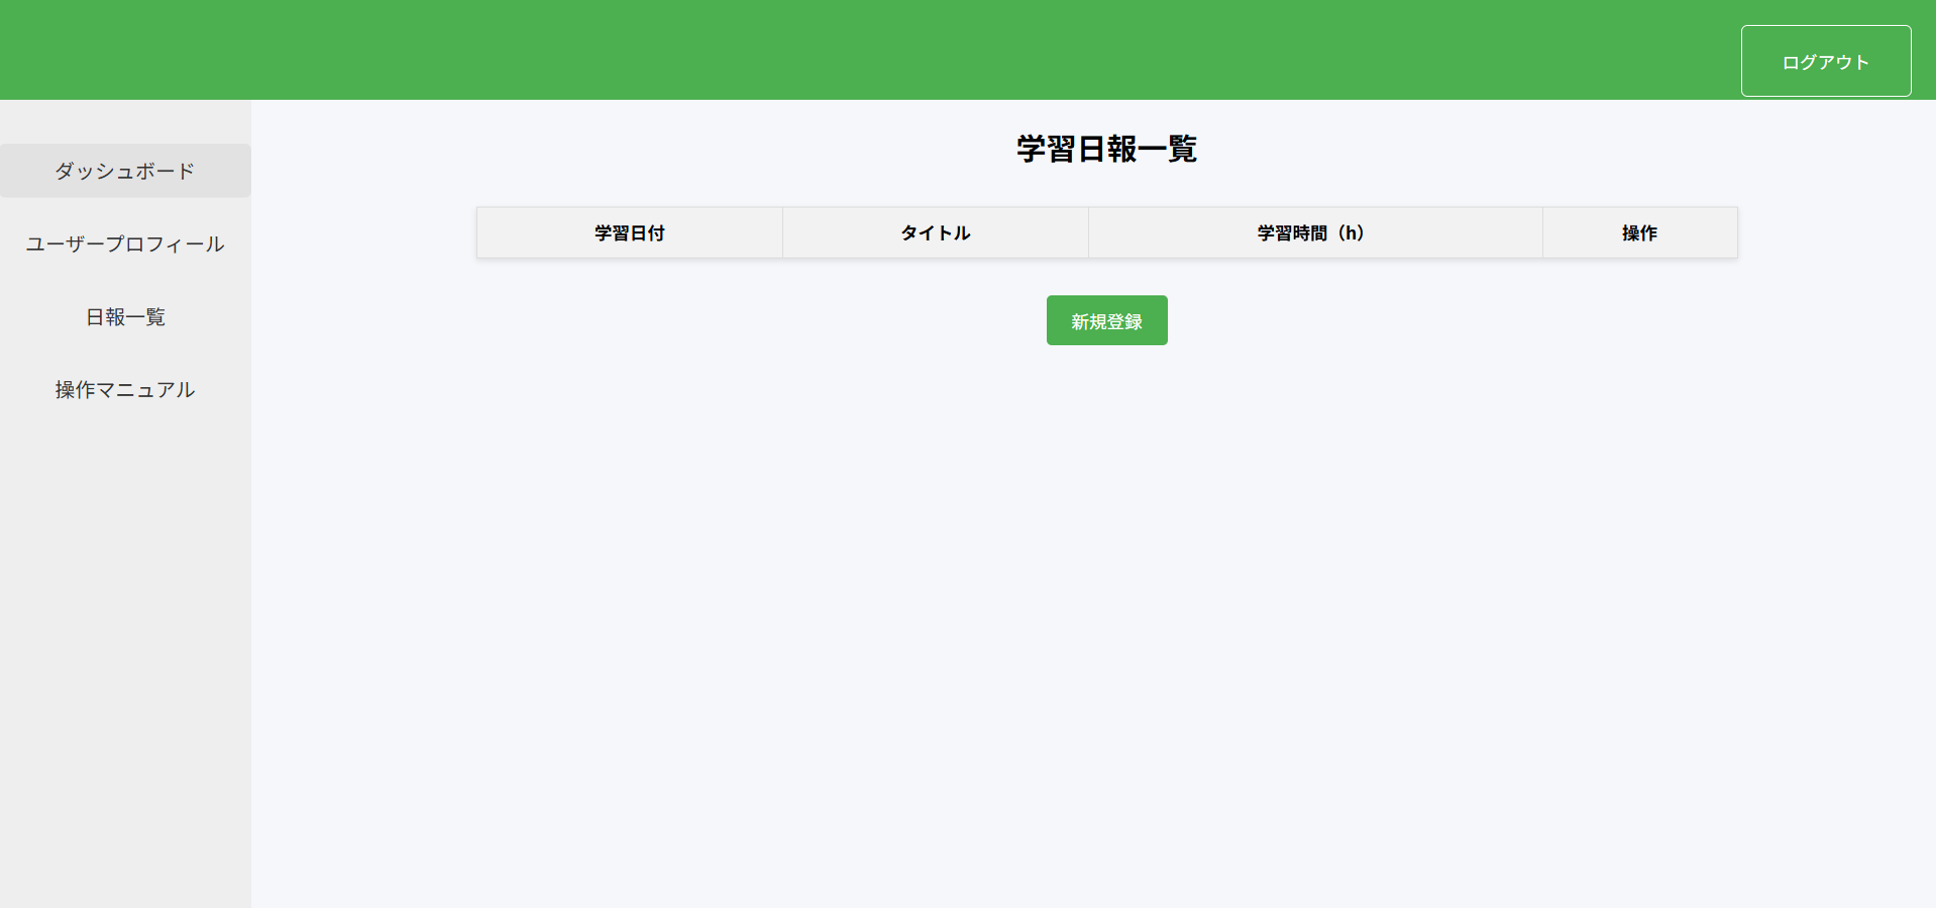 ログアウト
ダッシュボード
ユーザープロフィール
日報一覧
操作マニュアル
学習日報一覧
学習日付 タイトル 学習時間（h） 操作
新規登録